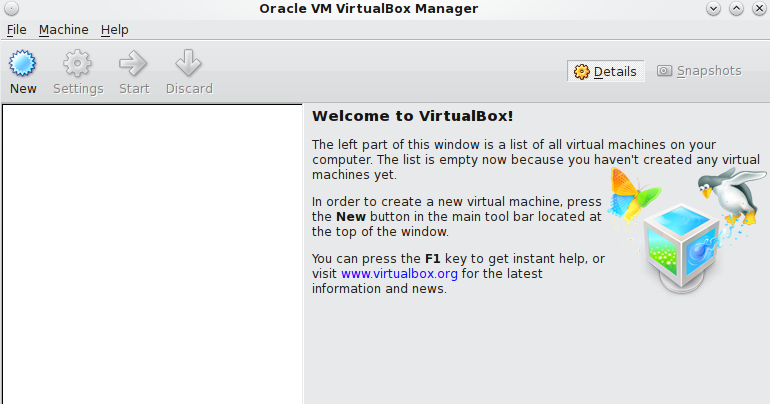 Oracle VM VirtualBox Manager
File Machine Help
New Settings Start Discard Details Snapshots
Welcome to VirtualBox!
The left part of this window is a list of all virtual machines on your
computer. The list is empty now because you haven't created any virtual
machines yet.
In order to create a new virtual machine, press
the New button in the main tool bar located at
the top of the window.
You can press the F1 key to get instant help, or
visit www.virtualbox.org for the latest
information and news.